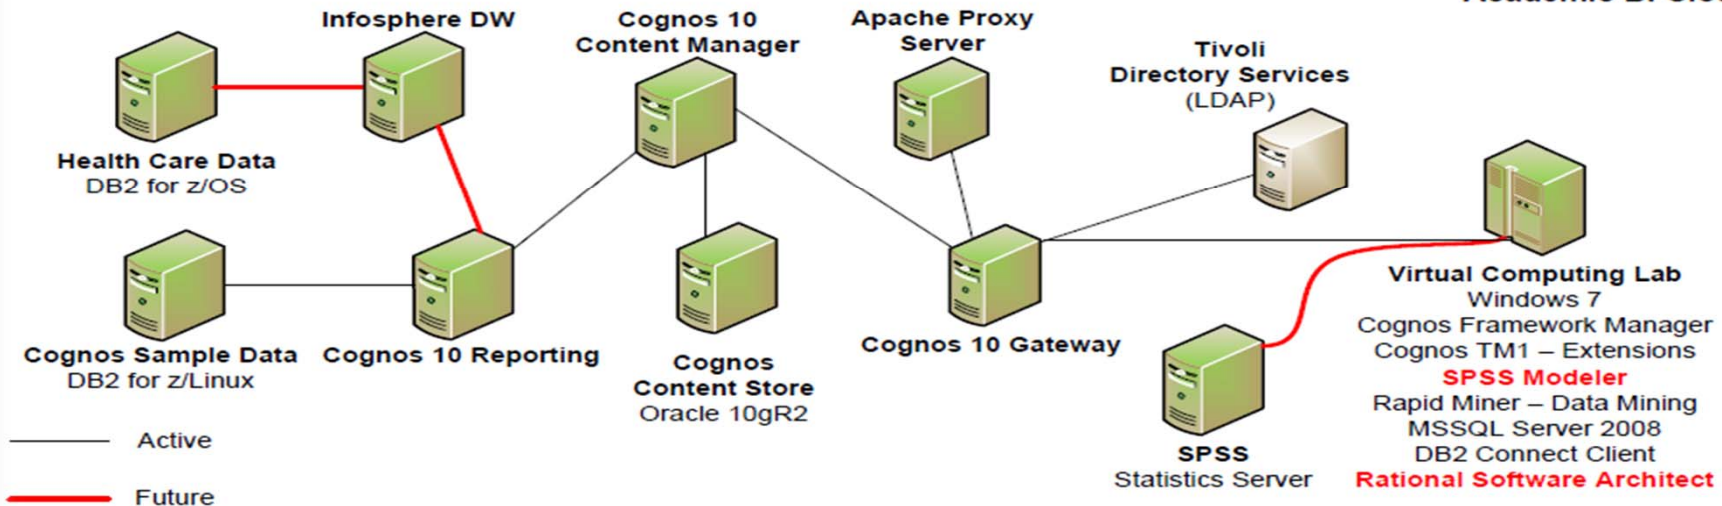 Infosphere DW
Cognos 10
Content Manager
Apache Proxy
Server
Tivoli
Directory Services
(LDAP)
Health Care Data
DB2 for z/OS
Cognos Sample Data
DB2 for z/Linux
Cognos 10 Reporting
Cognos
Content Store
Oracle 10gR2
Cognos 10 Gateway
Virtual Computing Lab
Windows 7
Cognos Framework Manager
Cognos TM1 – Extensions
SPSS Modeler
Rapid Miner – Data Mining
MSSQL Server 2008
DB2 Connect Client
Rational Software Architect
SPSS
Statistics Server
Active
Future